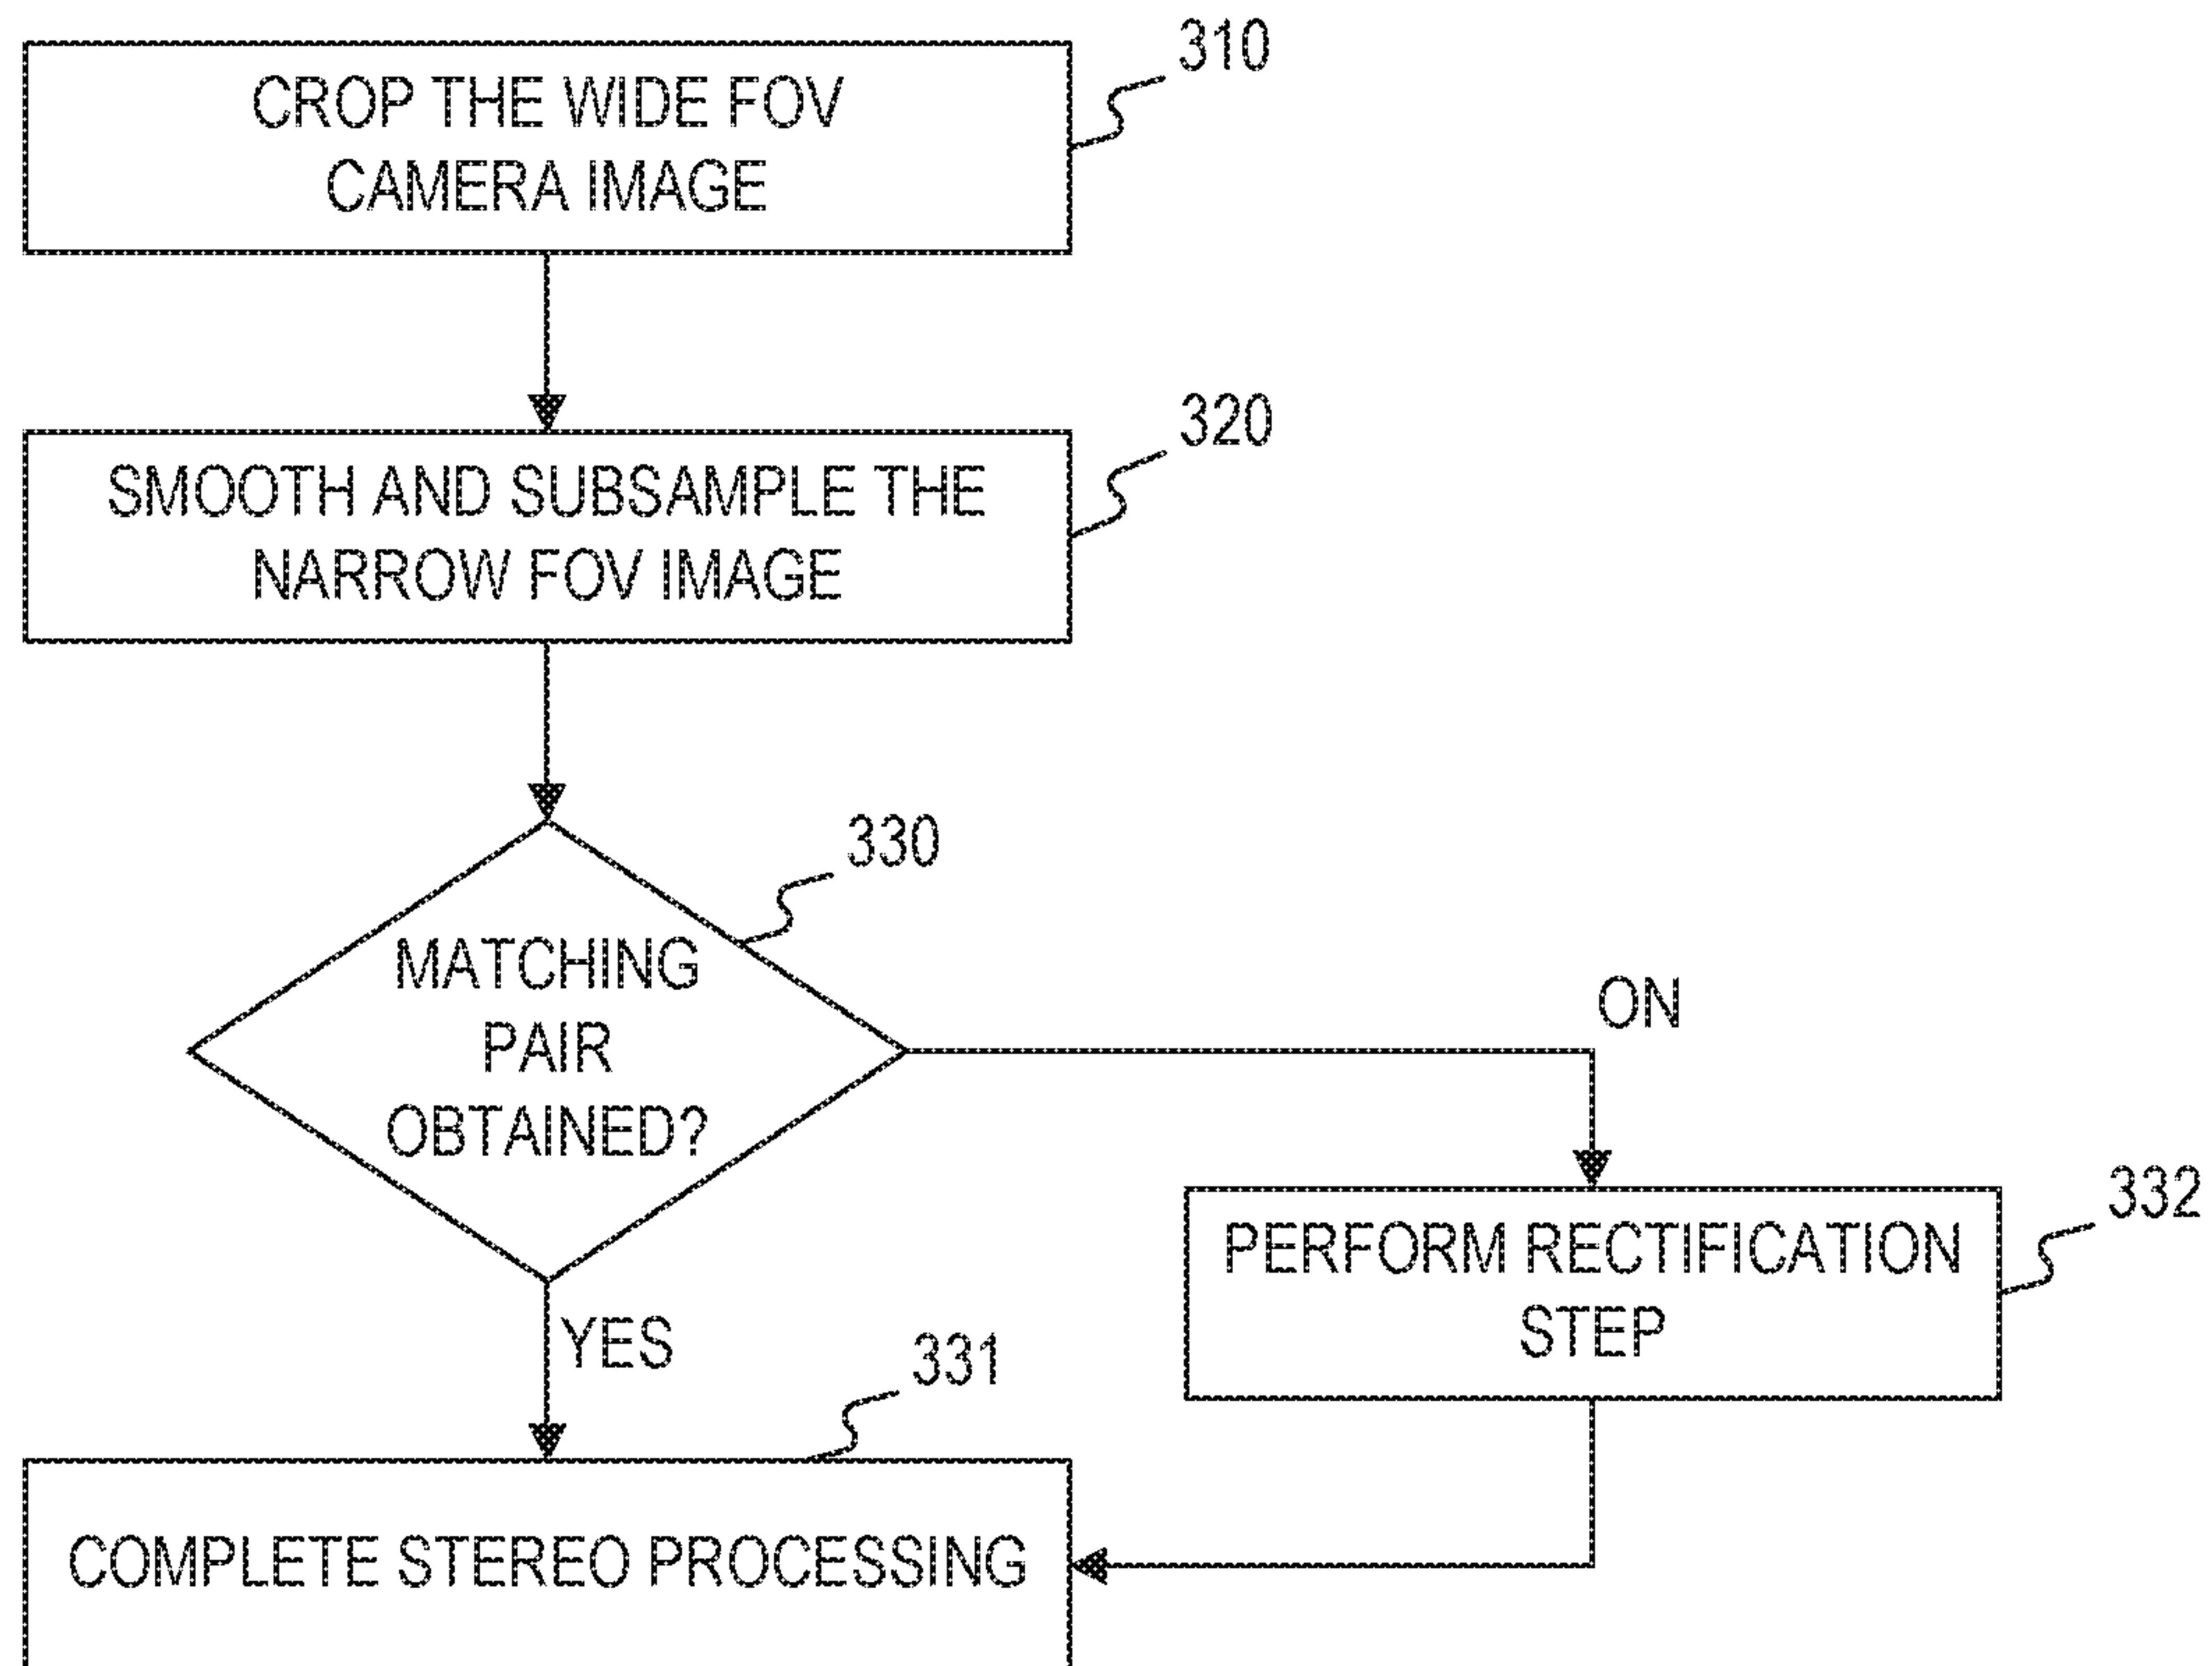 310
CROP THE WIDE FOV
CAMERA IMAGE
320
SMOOTH AND SUBSAMPLE THE
NARROW FOV IMAGE
330
MATCHING
PAIR
OBTAINED?
ON
332
PERFORM RECTIFICATION
STEP
YES
331
COMPLETE STEREO PROCESSING